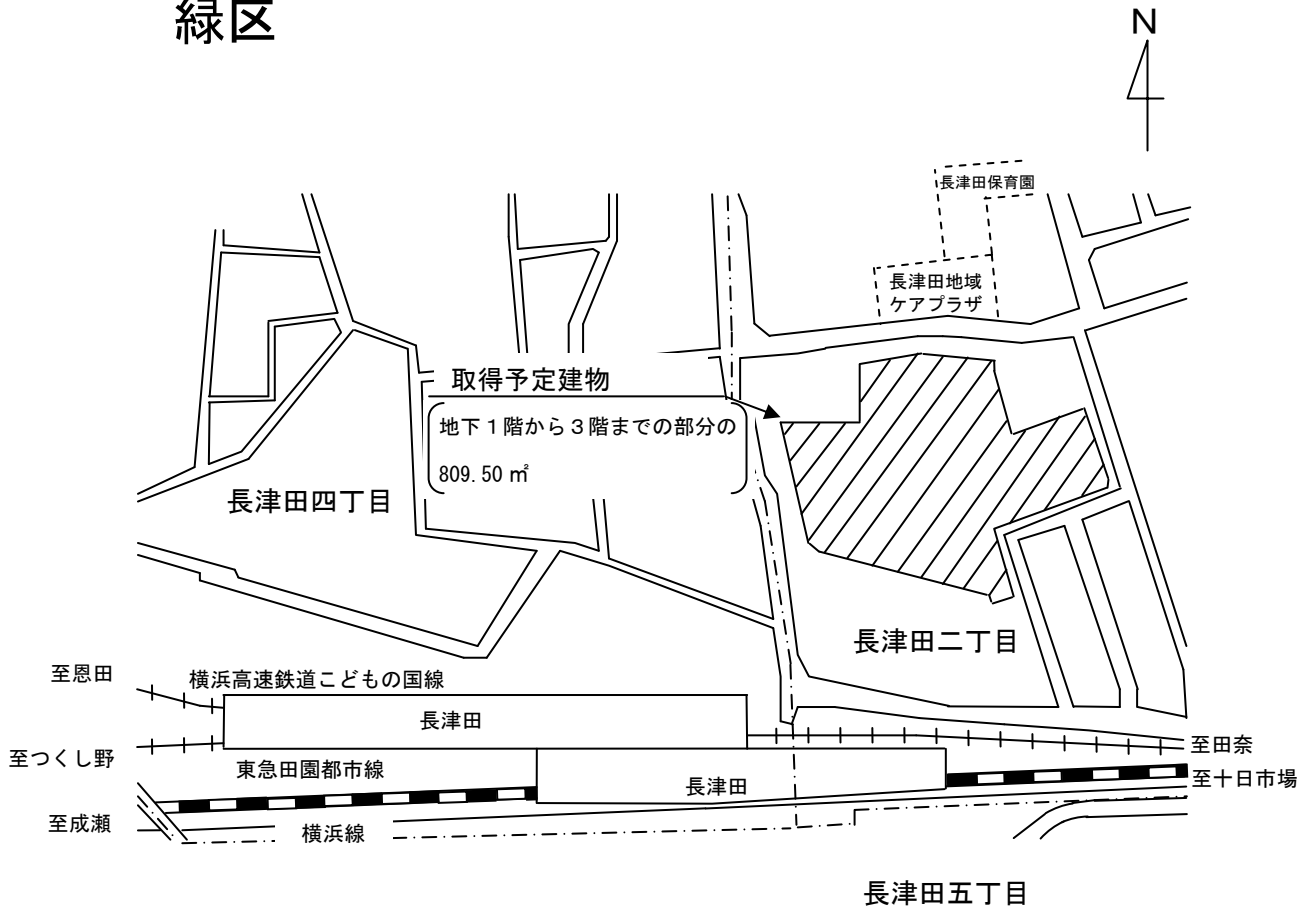 緑区
N
長津田保育園
長津田地域
ケアプラザ
取得予定建物
地下1階から3階までの部分の
809.50 ㎡
長津田四丁目
長津田二丁目
至恩田
横浜高速鉄道こどもの国線
長津田
至つくし野
至田奈
東急田園都市線
長津田
至十日市場
至成瀬
横浜線
長津田五丁目